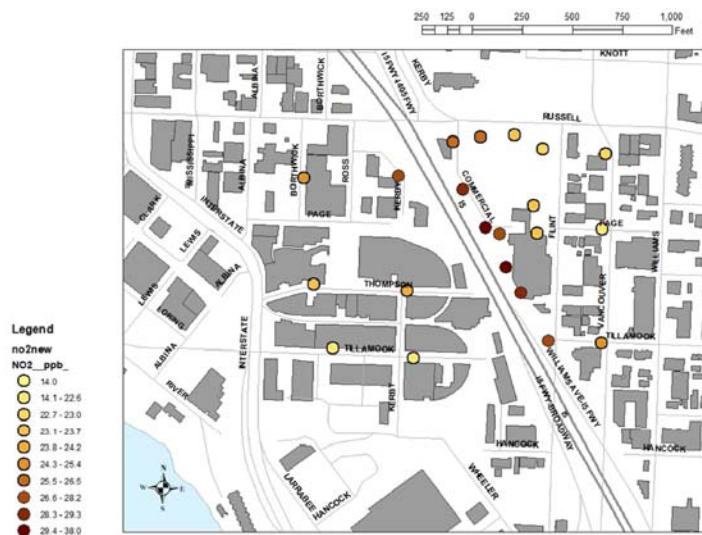 250 125 0 250 500 750 1,000
Feet
KNOTT
I5 FWY-I405 FWY
KERBY
ALBINA
BORTHWICK
RUSSELL
MISSISSIPPI
ALBINA
BORTHWICK
ROSS
KERBY
COMMERCIAL
I5
CLARK
INTERSTATE
PAGE
FLINT
PAGE
LEWIS
ALBINA
WILLIAMS
LEWIS
THOMPSON
VANCOUVER
LORING
Legend
no2new
NO2__ppb_
14.0
14.1 - 22.6
22.7 - 23.0
23.1 - 23.7
23.8 - 24.2
24.3 - 25.4
25.5 - 26.5
26.6 - 28.2
28.3 - 29.3
29.4 - 38.0
INTERSTATE
TILLAMOOK
TILLAMOOK
ALBINA
WILLIAMS AVE-I5 FWY
RIVER
KERBY
I5 FWY-BROADWAY
I5
HANCOCK
HANCOCK
LARRABEE
HANCOCK
WHEELER
N
W
E
S